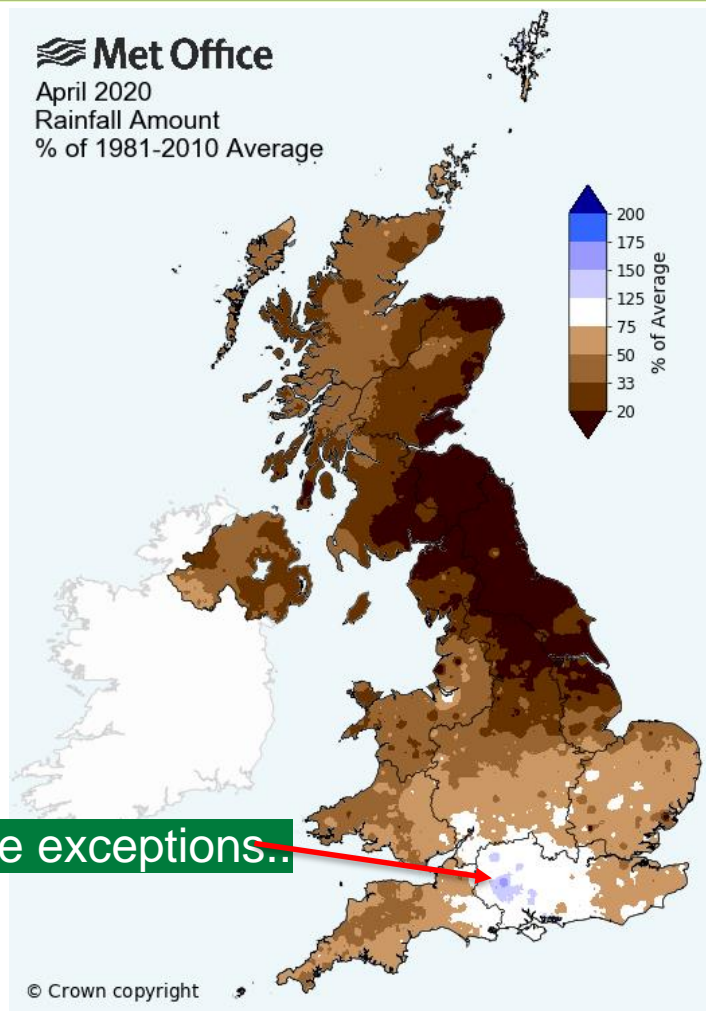 Met Office
April 2020
Rainfall Amount
% of 1981-2010 Average
200
175
150
125
75
50
33
20
% of Average
e exceptions..
© Crown copyright